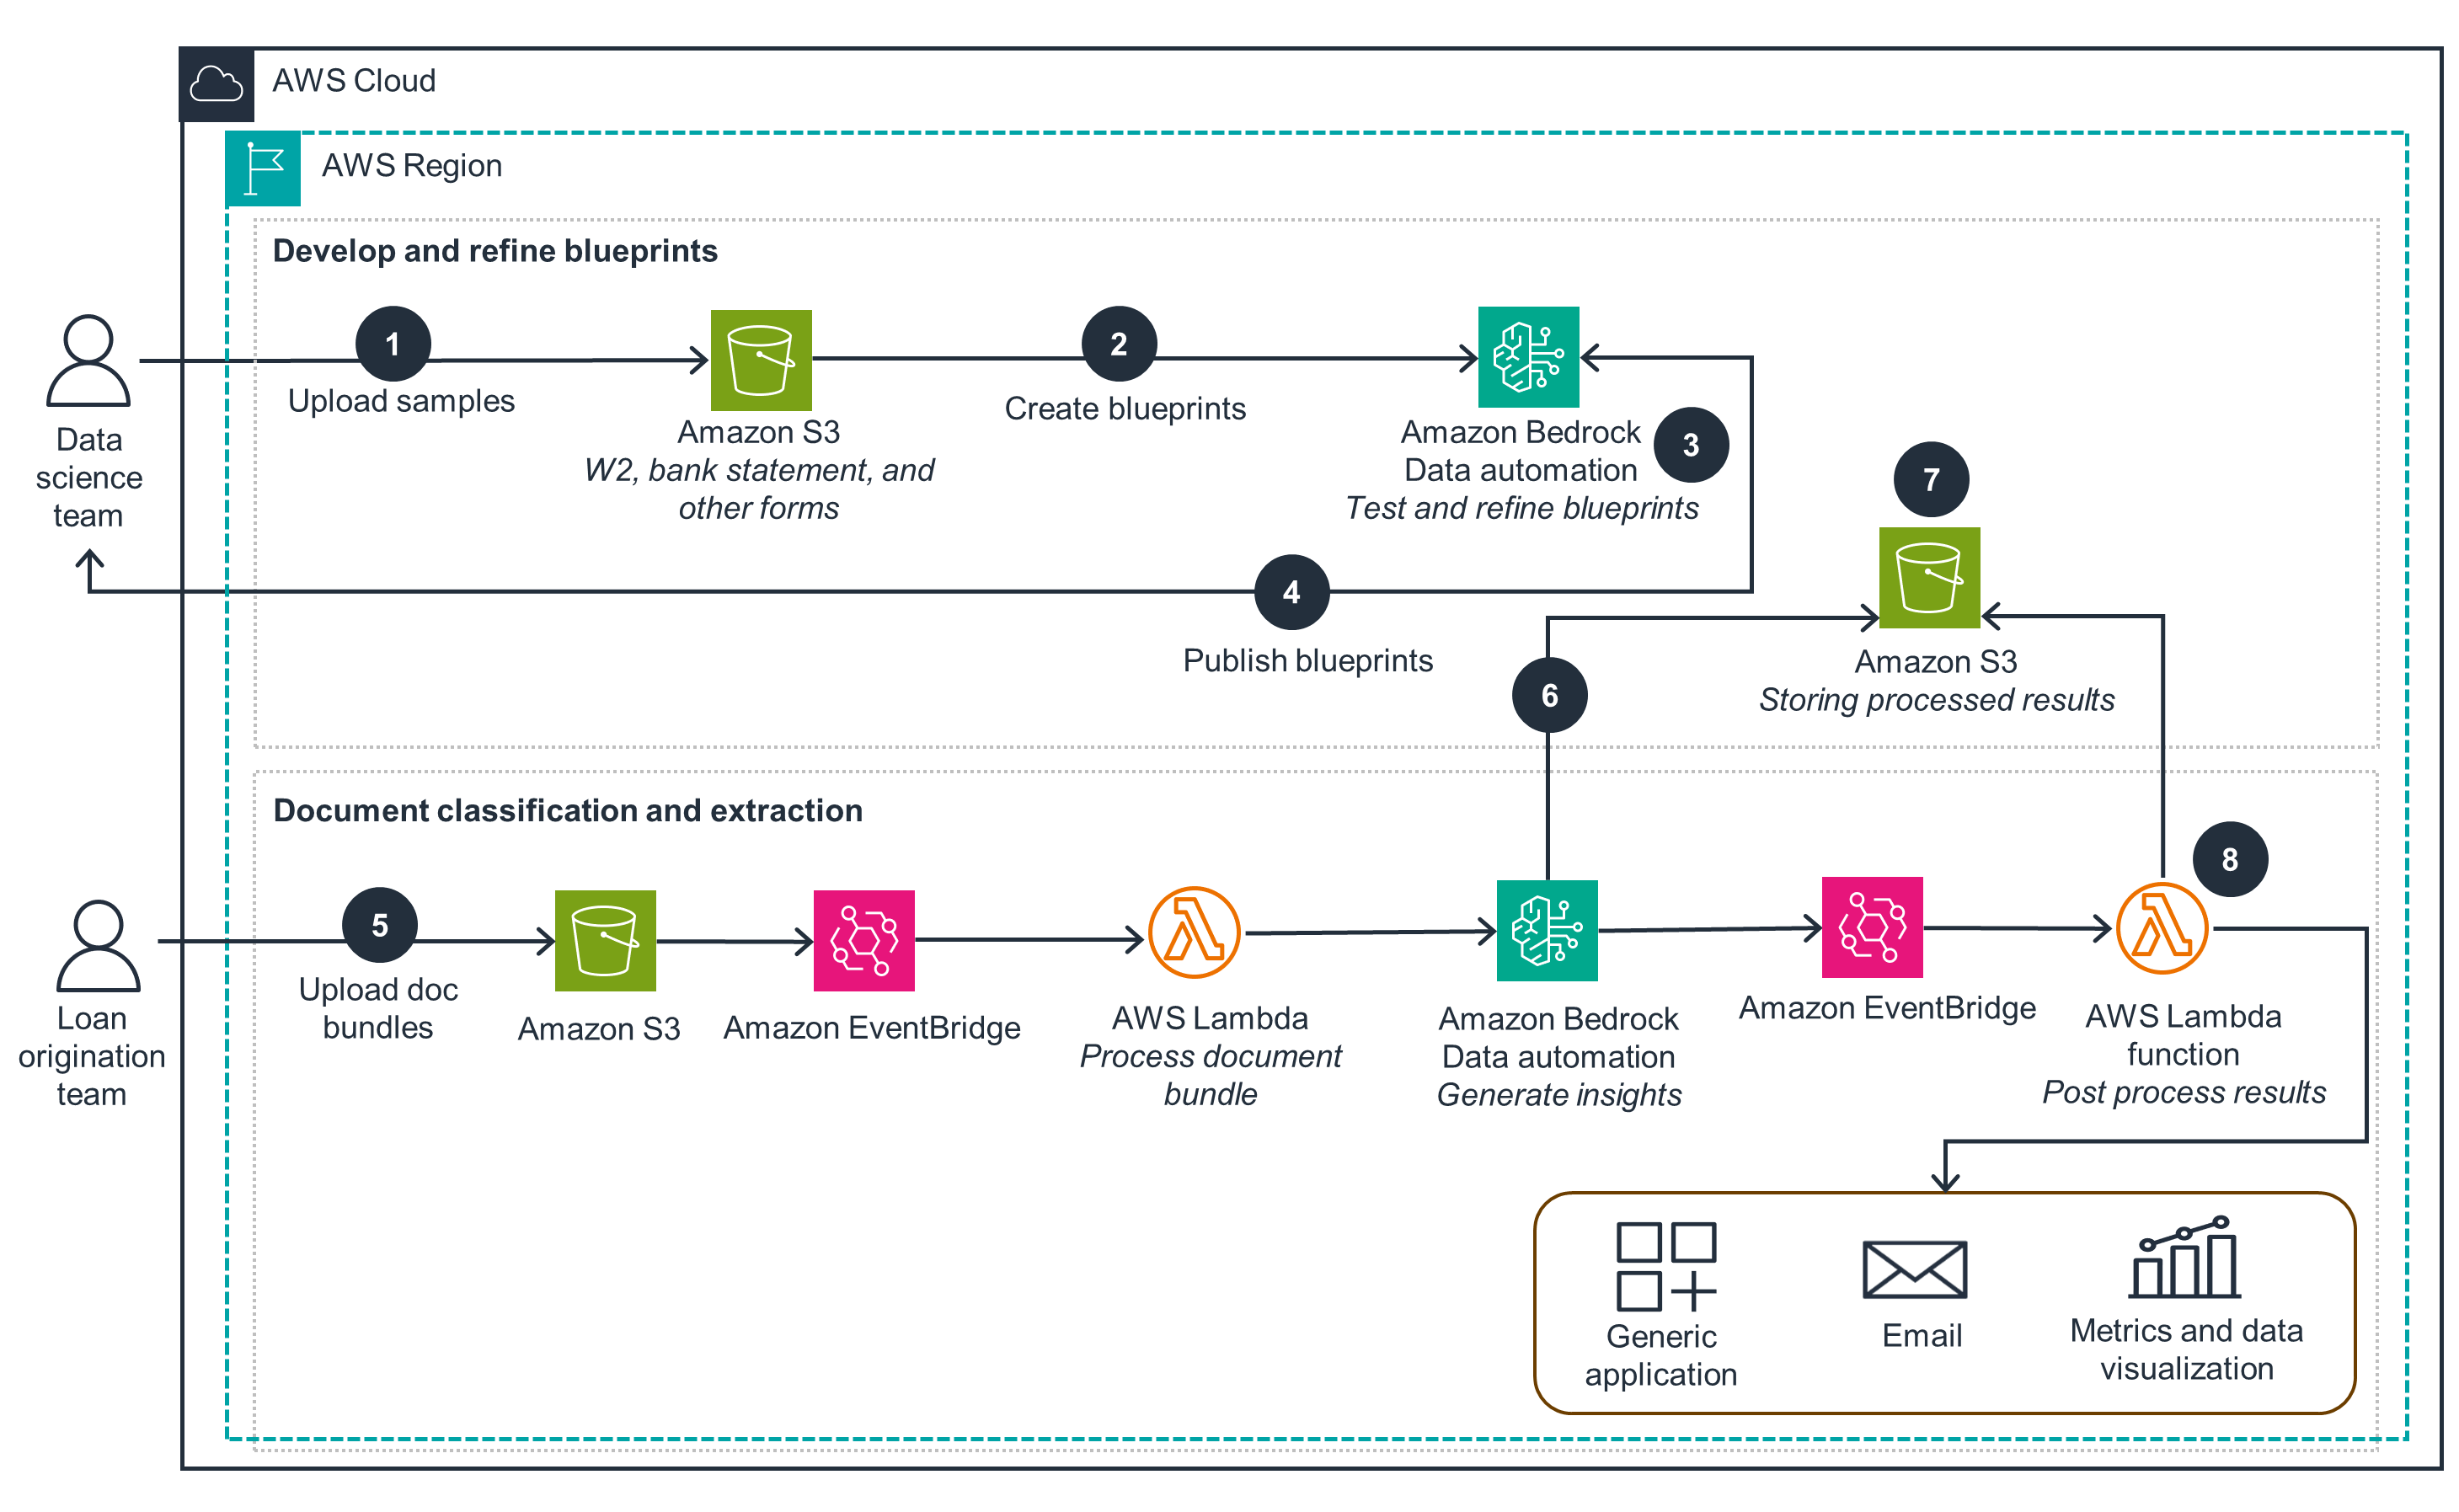 AWS Cloud
AWS Region
Develop and refine blueprints
1
Upload samples
2
Create blueprints
Data
science
team
Amazon S3
W2, bank statement, and
other forms
Amazon Bedrock
Data automation
Test and refine blueprints
3
4
Publish blueprints
7
Amazon S3
Storing processed results
6
Document classification and extraction
8
Loan
origination
team
5
Upload doc
bundles
Amazon S3
Amazon EventBridge
AWS Lambda
Process document
bundle
Amazon Bedrock
Data automation
Generate insights
Amazon EventBridge
AWS Lambda
function
Post process results
Generic
application
Email
Metrics and data
visualization